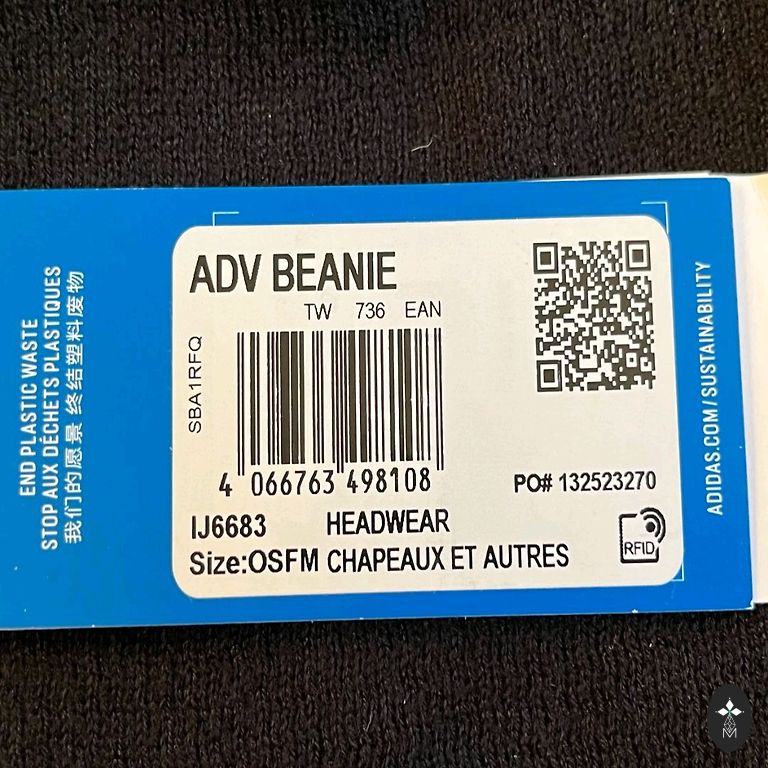 END PLASTIC WASTE
STOP AUX DÉCHETS PLASTIQUES
我们的愿景 终结塑料废物
ADV BEANIE
TW 736 EAN
SBA1RFQ
4 066763 498108
PO# 132523270
IJ6683 HEADWEAR
Size:OSFM CHAPEAUX ET AUTRES
RFID
ADIDAS.COM/SUSTAINABILITY
M